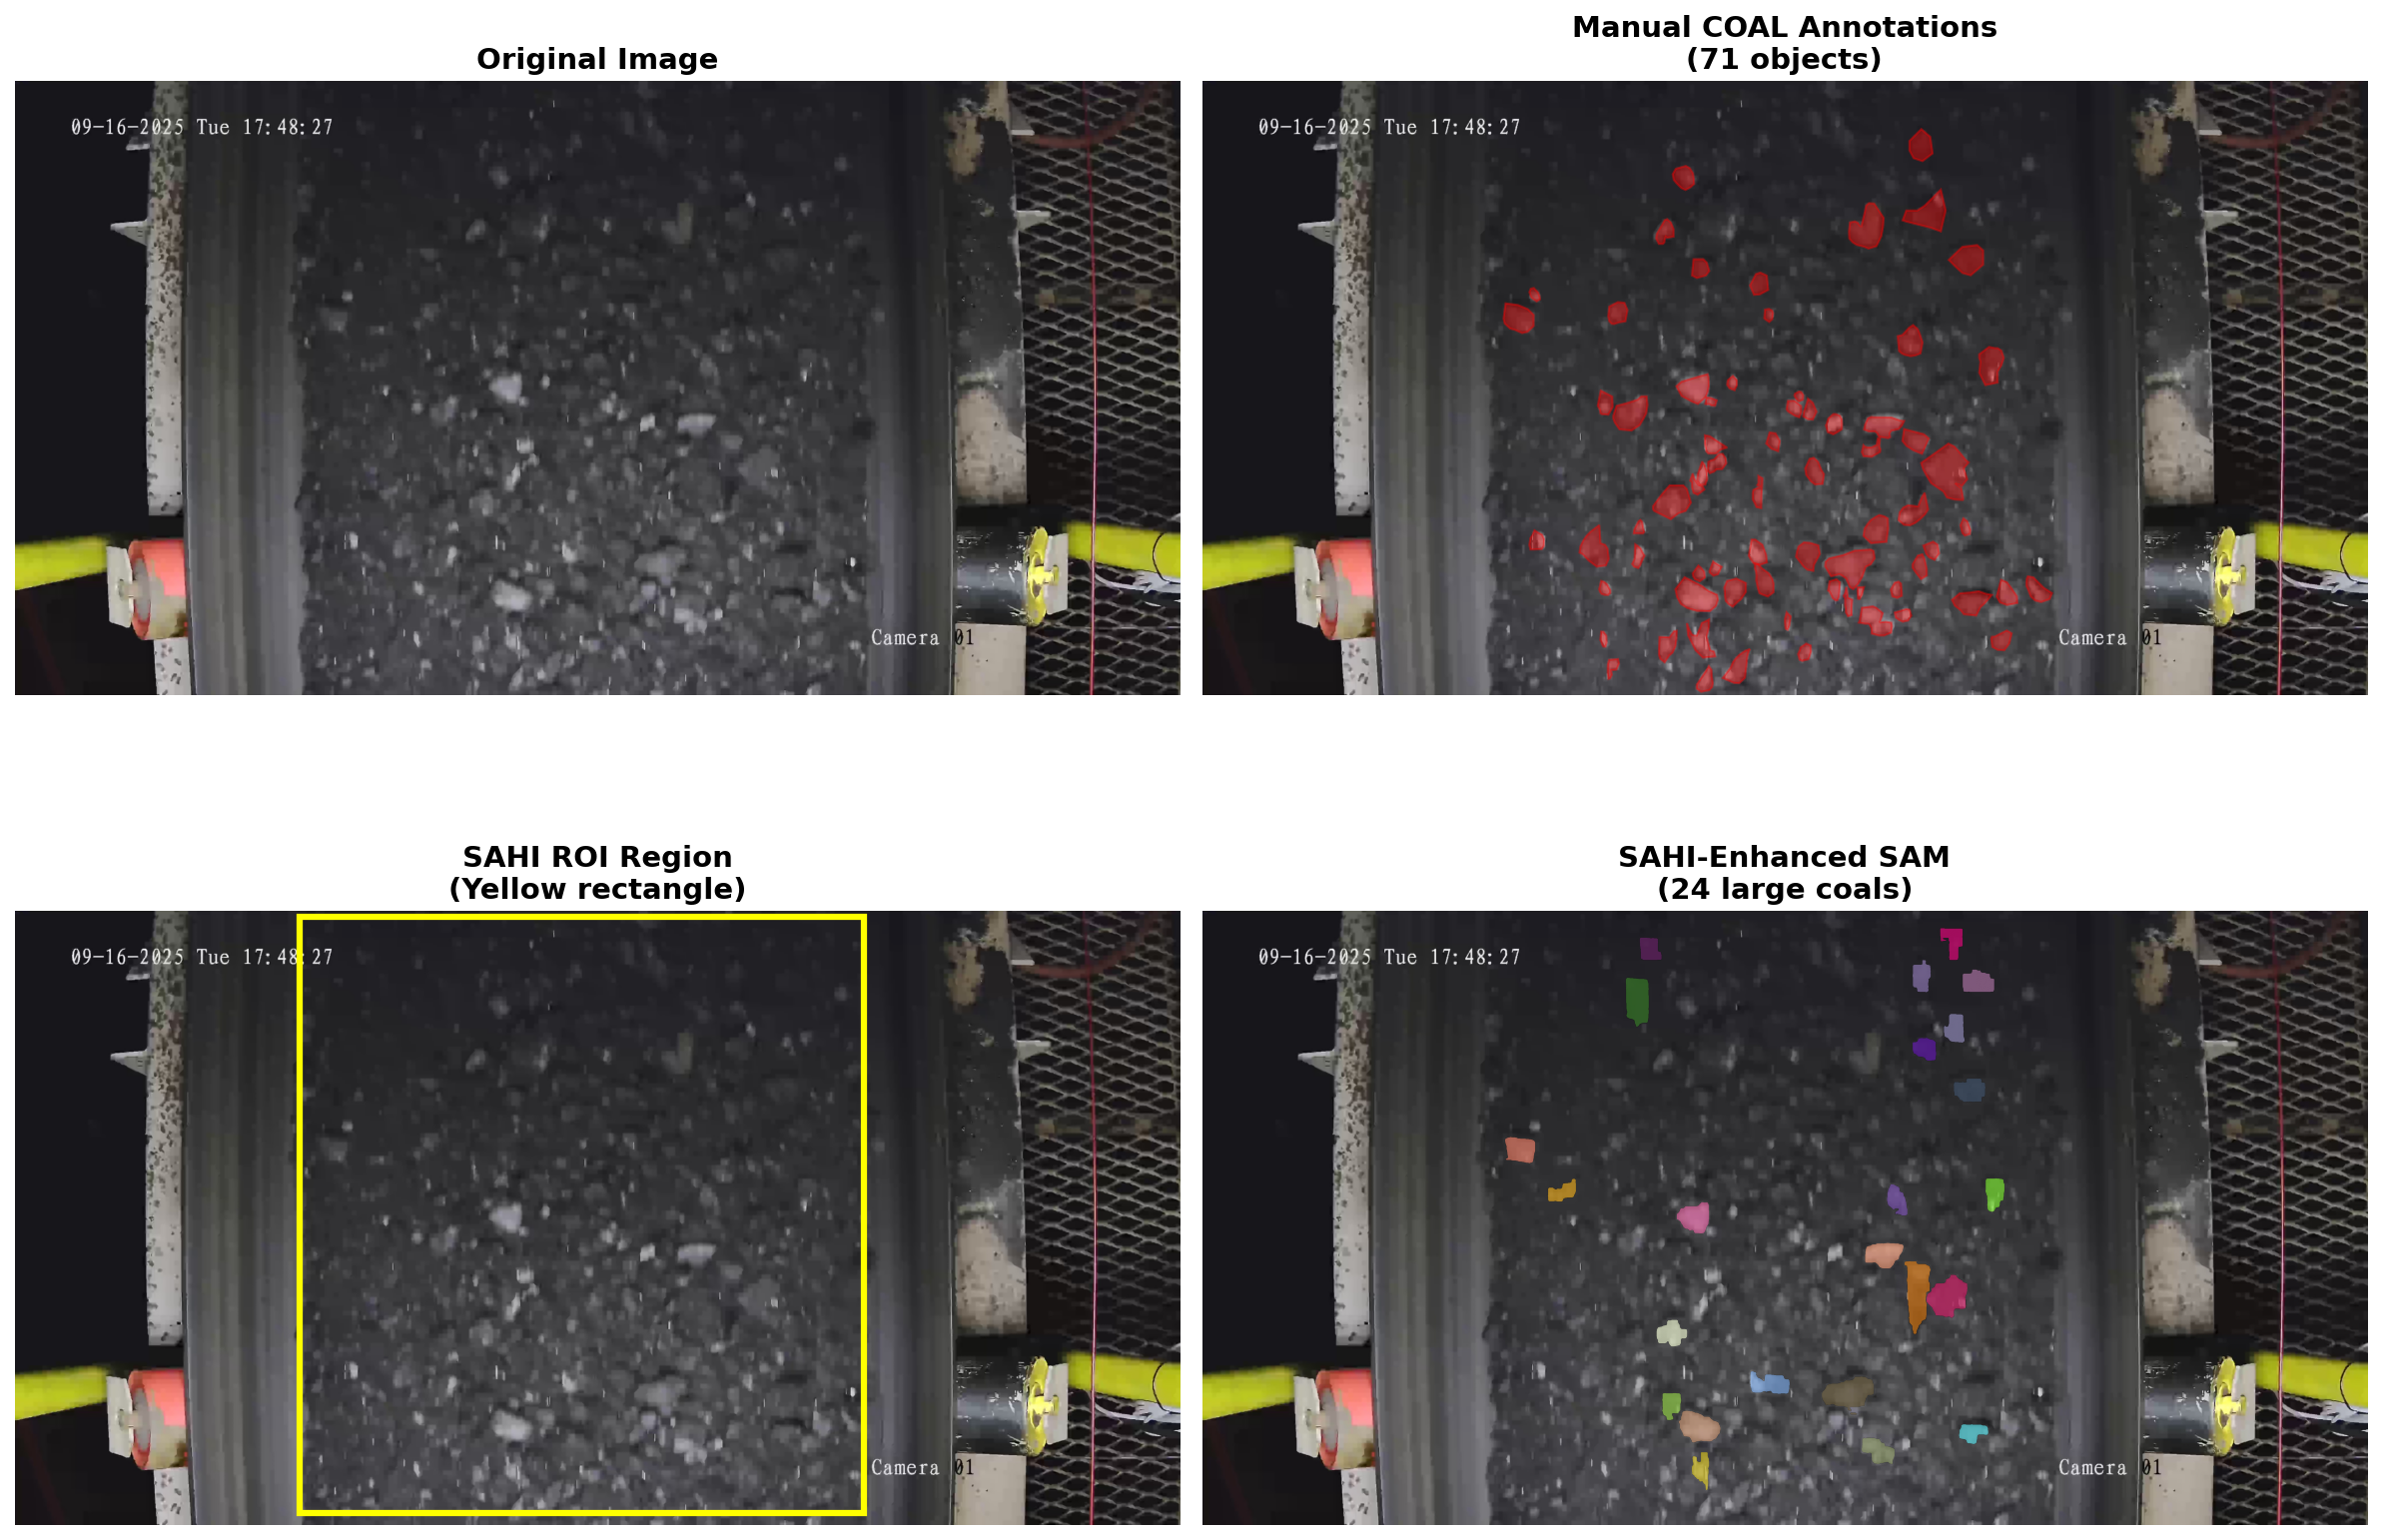 Original Image
09-16-2025 Tue 17:48:27
Camera 01
Manual COAL Annotations
(71 objects)
09-16-2025 Tue 17:48:27
Camera 01
SAHI ROI Region
(Yellow rectangle)
09-16-2025 Tue 17:48:27
Camera 01
SAHI-Enhanced SAM
(24 large coals)
09-16-2025 Tue 17:48:27
Camera 01